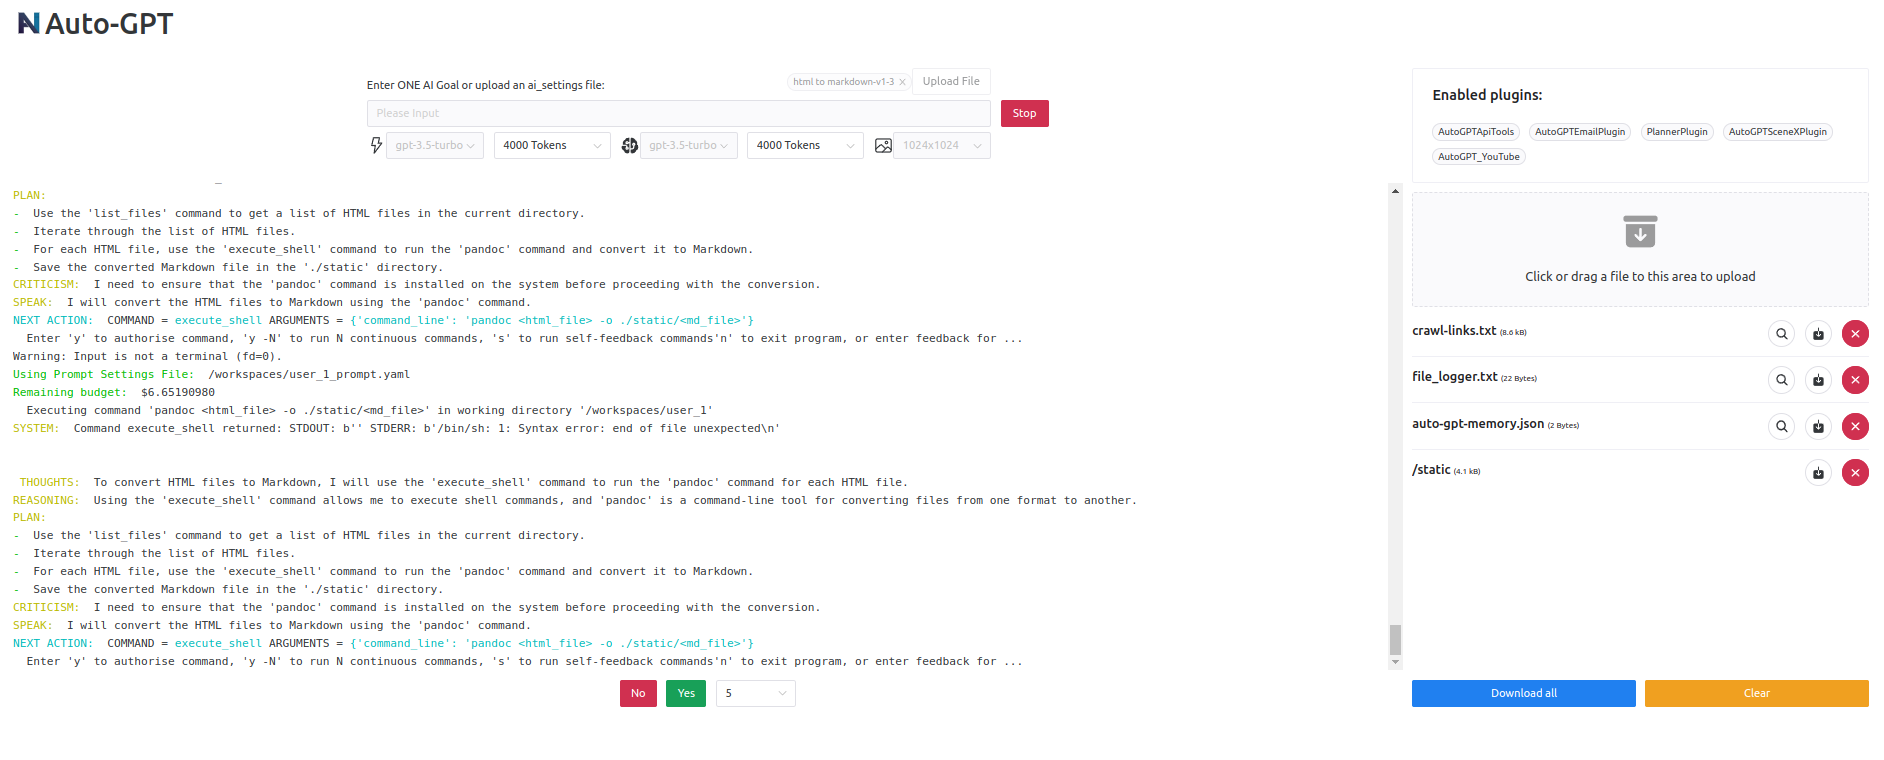 Auto-GPT
Enter ONE AI Goal or upload an ai_settings file:
html to markdown-v1-3
Upload File
Please Input
Stop
gpt-3.5-turbo
4000 Tokens
gpt-3.5-turbo
4000 Tokens
1024x1024
PLAN:
- Use the 'list_files' command to get a list of HTML files in the current directory.
- Iterate through the list of HTML files.
- For each HTML file, use the 'execute_shell' command to run the 'pandoc' command and convert it to Markdown.
- Save the converted Markdown file in the './static' directory.
CRITICISM: I need to ensure that the 'pandoc' command is installed on the system before proceeding with the conversion.
SPEAK: I will convert the HTML files to Markdown using the 'pandoc' command.
NEXT ACTION: COMMAND = execute_shell ARGUMENTS = {'command_line': 'pandoc <html_file> -o ./static/<md_file>'}
Enter 'y' to authorise command, 'y -N' to run N continuous commands, 's' to run self-feedback commands'n' to exit program, or enter feedback for ...
Warning: Input is not a terminal (fd=0).
Using Prompt Settings File: /workspaces/user_1_prompt.yaml
Remaining budget: $6.65190980
Executing command 'pandoc <html_file> -o ./static/<md_file>' in working directory '/workspaces/user_1'
SYSTEM: Command execute_shell returned: STDOUT: b'' STDERR: b'/bin/sh: 1: Syntax error: end of file unexpected\n'
THOUGHTS: To convert HTML files to Markdown, I will use the 'execute_shell' command to run the 'pandoc' command for each HTML file.
REASONING: Using the 'execute_shell' command allows me to execute shell commands, and 'pandoc' is a command-line tool for converting files from one format to another.
PLAN:
- Use the 'list_files' command to get a list of HTML files in the current directory.
- Iterate through the list of HTML files.
- For each HTML file, use the 'execute_shell' command to run the 'pandoc' command and convert it to Markdown.
- Save the converted Markdown file in the './static' directory.
CRITICISM: I need to ensure that the 'pandoc' command is installed on the system before proceeding with the conversion.
SPEAK: I will convert the HTML files to Markdown using the 'pandoc' command.
NEXT ACTION: COMMAND = execute_shell ARGUMENTS = {'command_line': 'pandoc <html_file> -o ./static/<md_file>'}
Enter 'y' to authorise command, 'y -N' to run N continuous commands, 's' to run self-feedback commands'n' to exit program, or enter feedback for ...
No
Yes
5
Enabled plugins:
AutoGPTApiTools
AutoGPTEmailPlugin
PlannerPlugin
AutoGPTSceneXPlugin
AutoGPT_YouTube
Click or drag a file to this area to upload
crawl-links.txt (8.6 kB)
file_logger.txt (22 Bytes)
auto-gpt-memory.json (2 Bytes)
/static (4.1 kB)
Download all
Clear